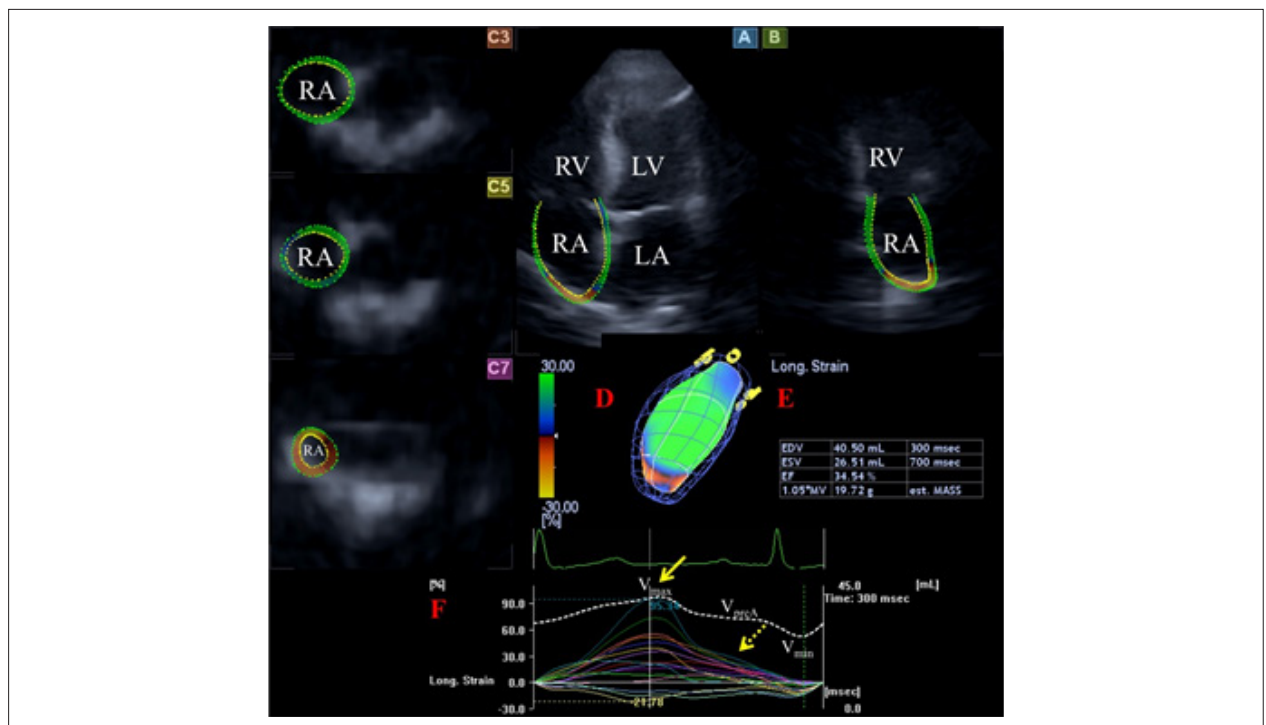 C3
A
B
RA
RV
LV
RV
C5
RA
LA
RA
RA
C7
RA
30.00
-30.00
[%]
D
E
Long. Strain
EDV 40.50 mL 300 msec
ESV 26.51 mL 700 msec
EF 34.54 %
1.05*MV 19.72 g est. MASS
F
[%]
90.0
60.0
30.0
0.0
-30.0
Long. Strain
Vmax
VpreA
Vmin
-21.78
45.0 [mL]
Time: 300 msec
[msec]
0.0